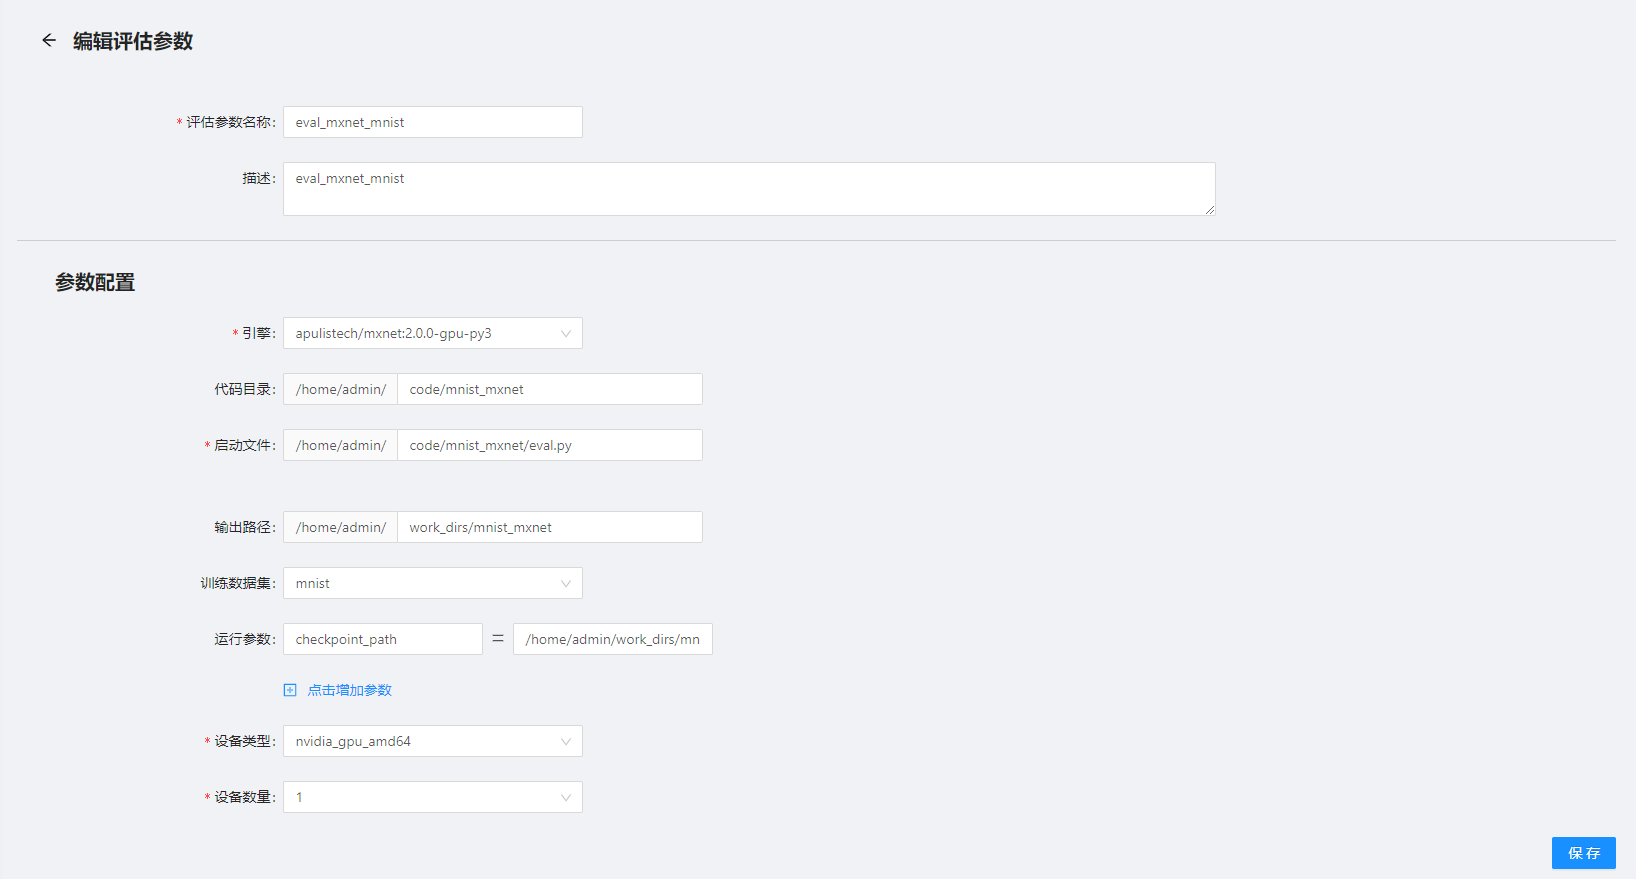 编辑评估参数
* 评估参数名称: eval_mxnet_mnist
描述: eval_mxnet_mnist
参数配置
* 引擎: apulistech/mxnet:2.0.0-gpu-py3
代码目录: /home/admin/ code/mnist_mxnet
* 启动文件: /home/admin/ code/mnist_mxnet/eval.py
输出路径: /home/admin/ work_dirs/mnist_mxnet
训练数据集: mnist
运行参数: checkpoint_path = /home/admin/work_dirs/mn
点击增加参数
* 设备类型: nvidia_gpu_amd64
* 设备数量: 1
保存